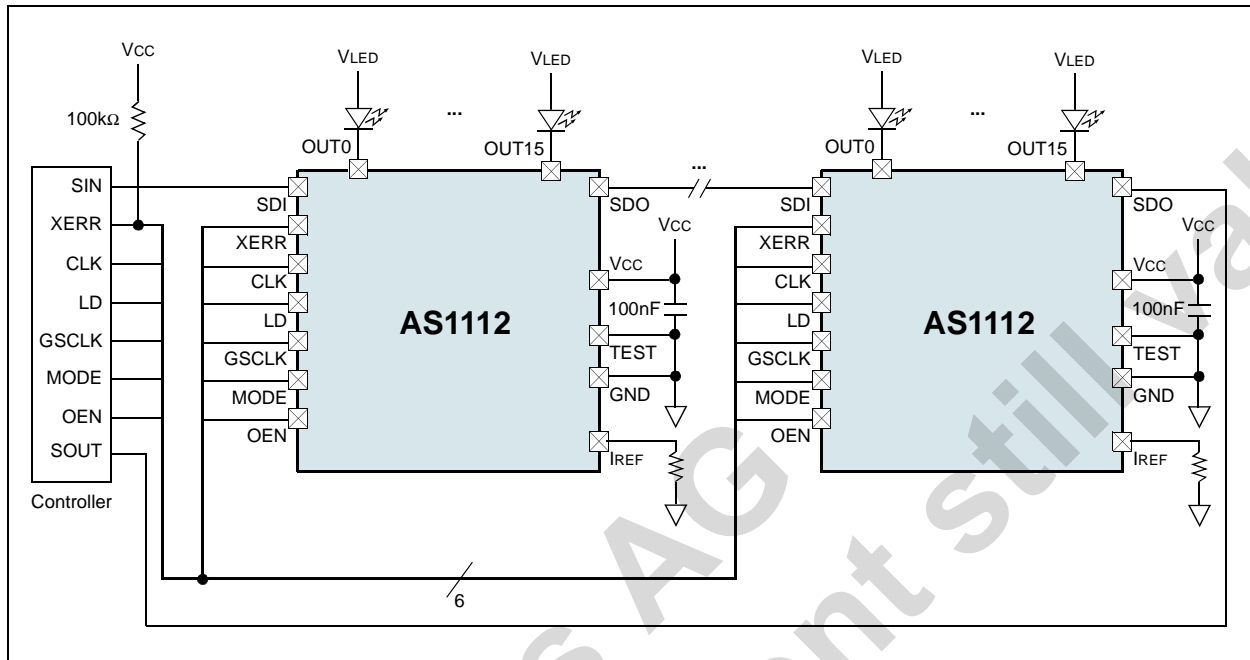 VCC
100kΩ
VLED
...
VLED
OUT0
OUT15
...
VLED
...
VLED
OUT0
OUT15
SIN
XERR
CLK
LD
GSCLK
MODE
OEN
SOUT
Controller
SDI
XERR
CLK
LD
GSCLK
MODE
OEN
AS1112
SDO
VCC
VCC
100nF
TEST
GND
IREF
SDI
XERR
CLK
LD
GSCLK
MODE
OEN
AS1112
SDO
VCC
VCC
100nF
TEST
GND
IREF
6
AG
still